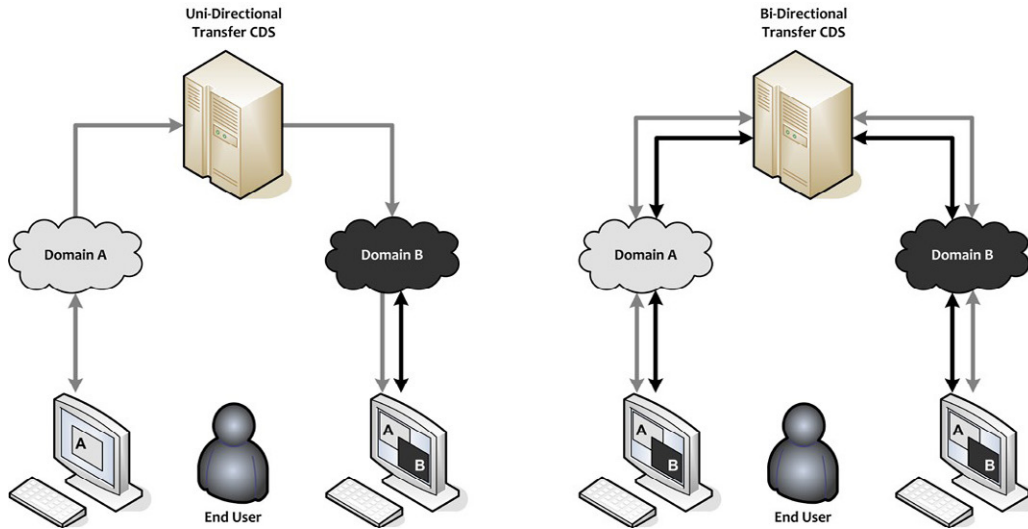 Uni-Directional
Transfer CDS
Domain A
Domain B
A
A
B
End User
Bi-Directional
Transfer CDS
Domain A
Domain B
A
B
A
B
End User